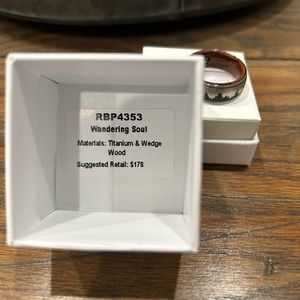 RBP4353
Wandering Soul
Materials: Titanium & Wedge
Wood
Suggested Retail: $178